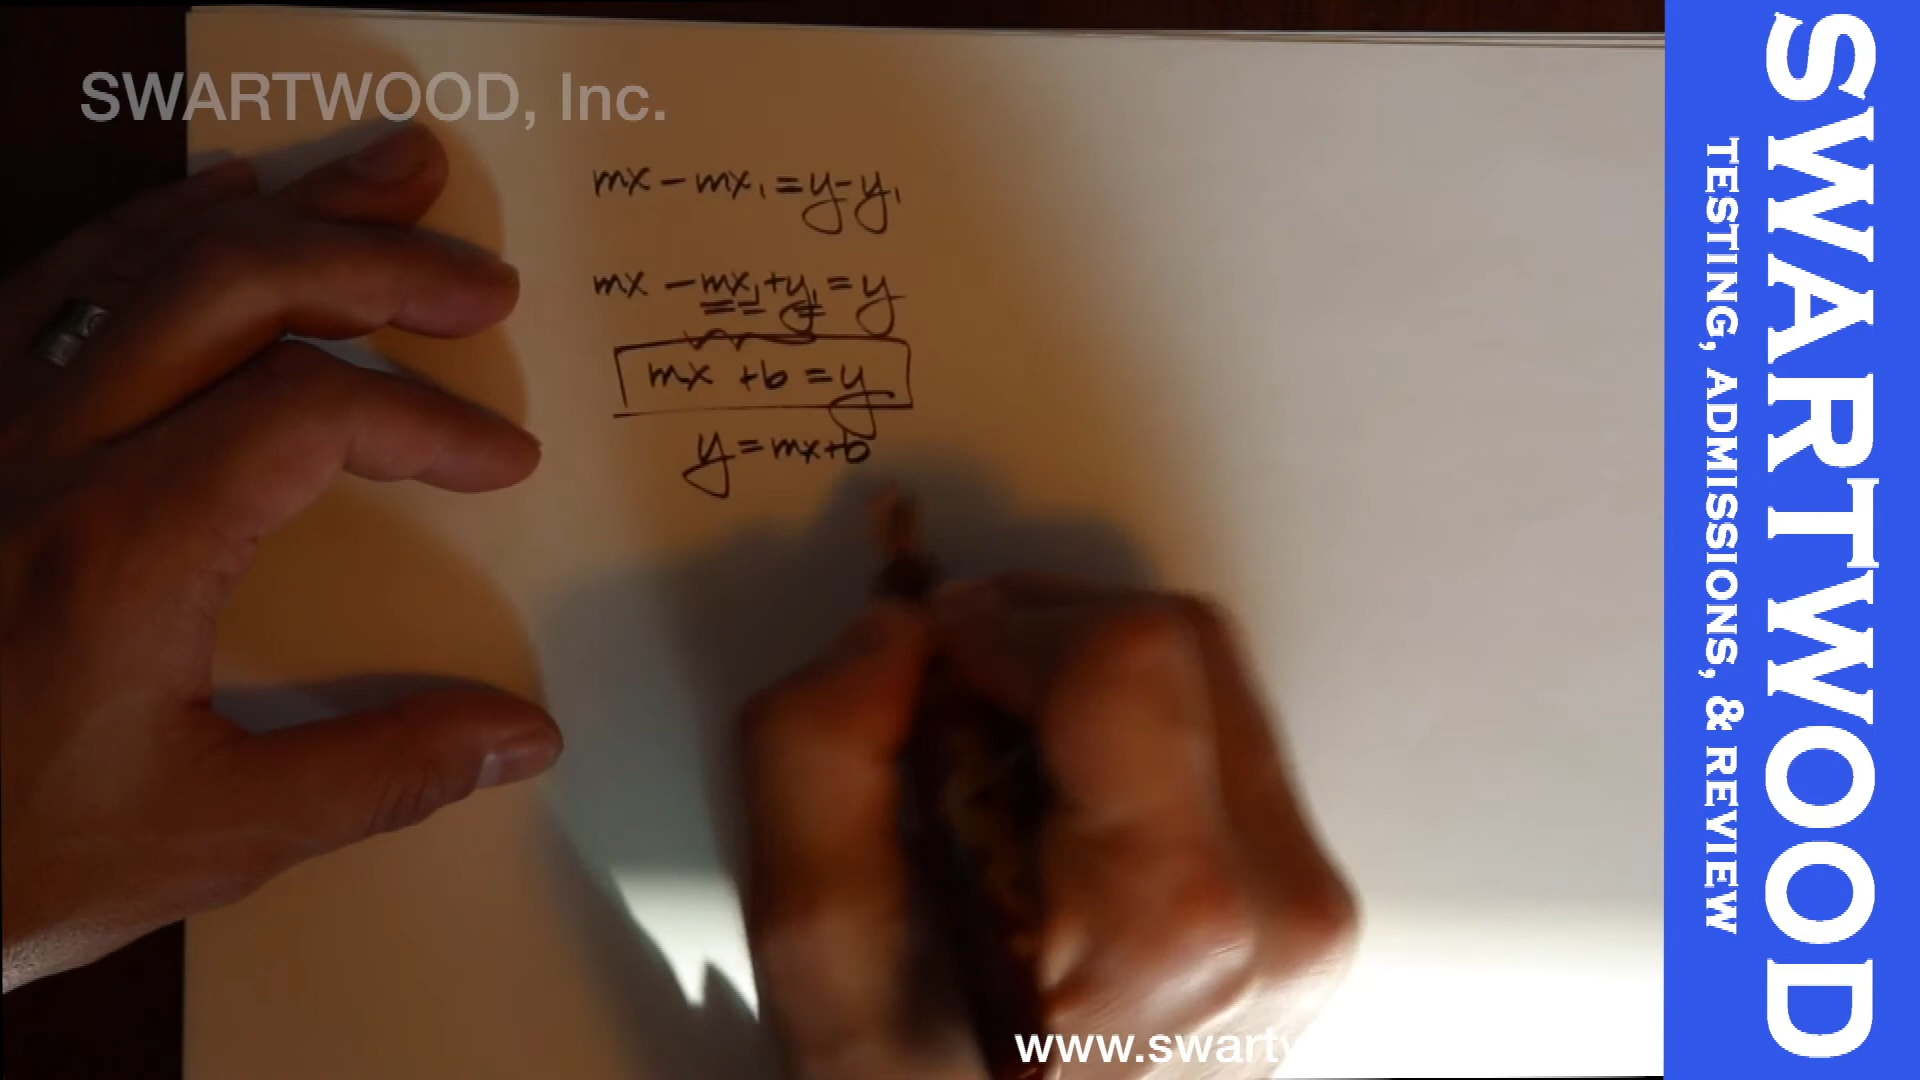 SWARTWOOD, Inc.
mx - mx₁ = y - y₁
mx - mx₁ + y₁ = y
mx + b = y
y = mx + b
www.swart
SWARTWOOD
TESTING, ADMISSIONS, & REVIEW